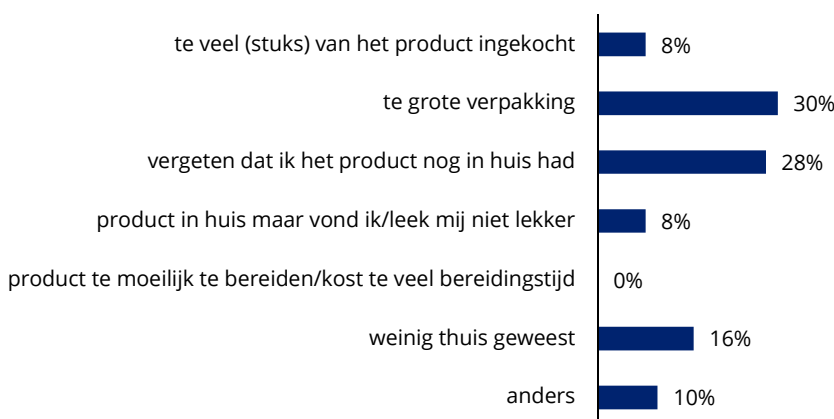 te veel (stuks) van het product ingekocht 8%
te grote verpakking 30%
vergeten dat ik het product nog in huis had 28%
product in huis maar vond ik/leek mij niet lekker 8%
product te moeilijk te bereiden/kost te veel bereidingstijd 0%
weinig thuis geweest 16%
anders 10%